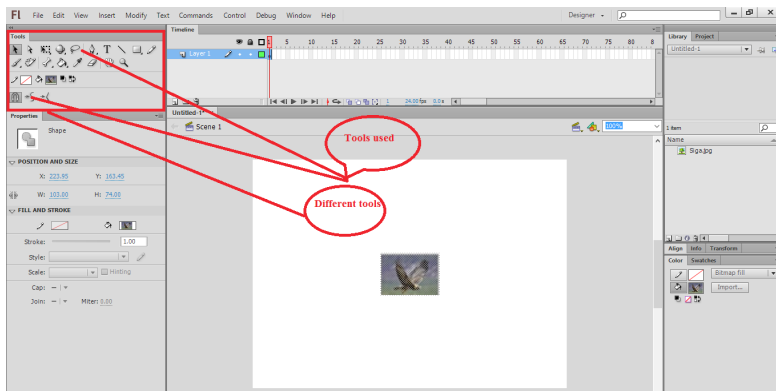 Fl File Edit View Insert Modify Text Commands Control Debug Window Help Designer
Tools
Timeline
5 10 15 20 25 30 35 40 45 50 55 60 65 70 75 80 8
Layer 1
1 24.00 fps 0.0 s
Library Project
Untitled-1
Untitled-1*
Scene 1
100%
Properties
Shape
POSITION AND SIZE
X: 223.95 Y: 163.45
W: 103.00 H: 74.00
FILL AND STROKE
Stroke: 1.00
Style:
Scale: Hinting
Cap: —
Join: — Miter: 0.00
Tools used
Different tools
1 item
Name
Siga.jpg
Align Info Transform
Color Swatches
Bitmap fill
Import...